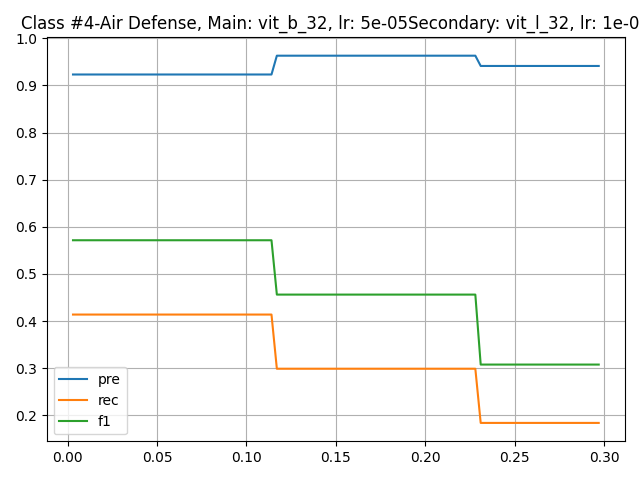 Class #4-Air Defense, Main: vit_b_32, lr: 5e-05Secondary: vit_l_32, lr: 1e-0
1.0
0.9
0.8
0.7
0.6
0.5
0.4
0.3
0.2
pre
rec
f1
0.00 0.05 0.10 0.15 0.20 0.25 0.30